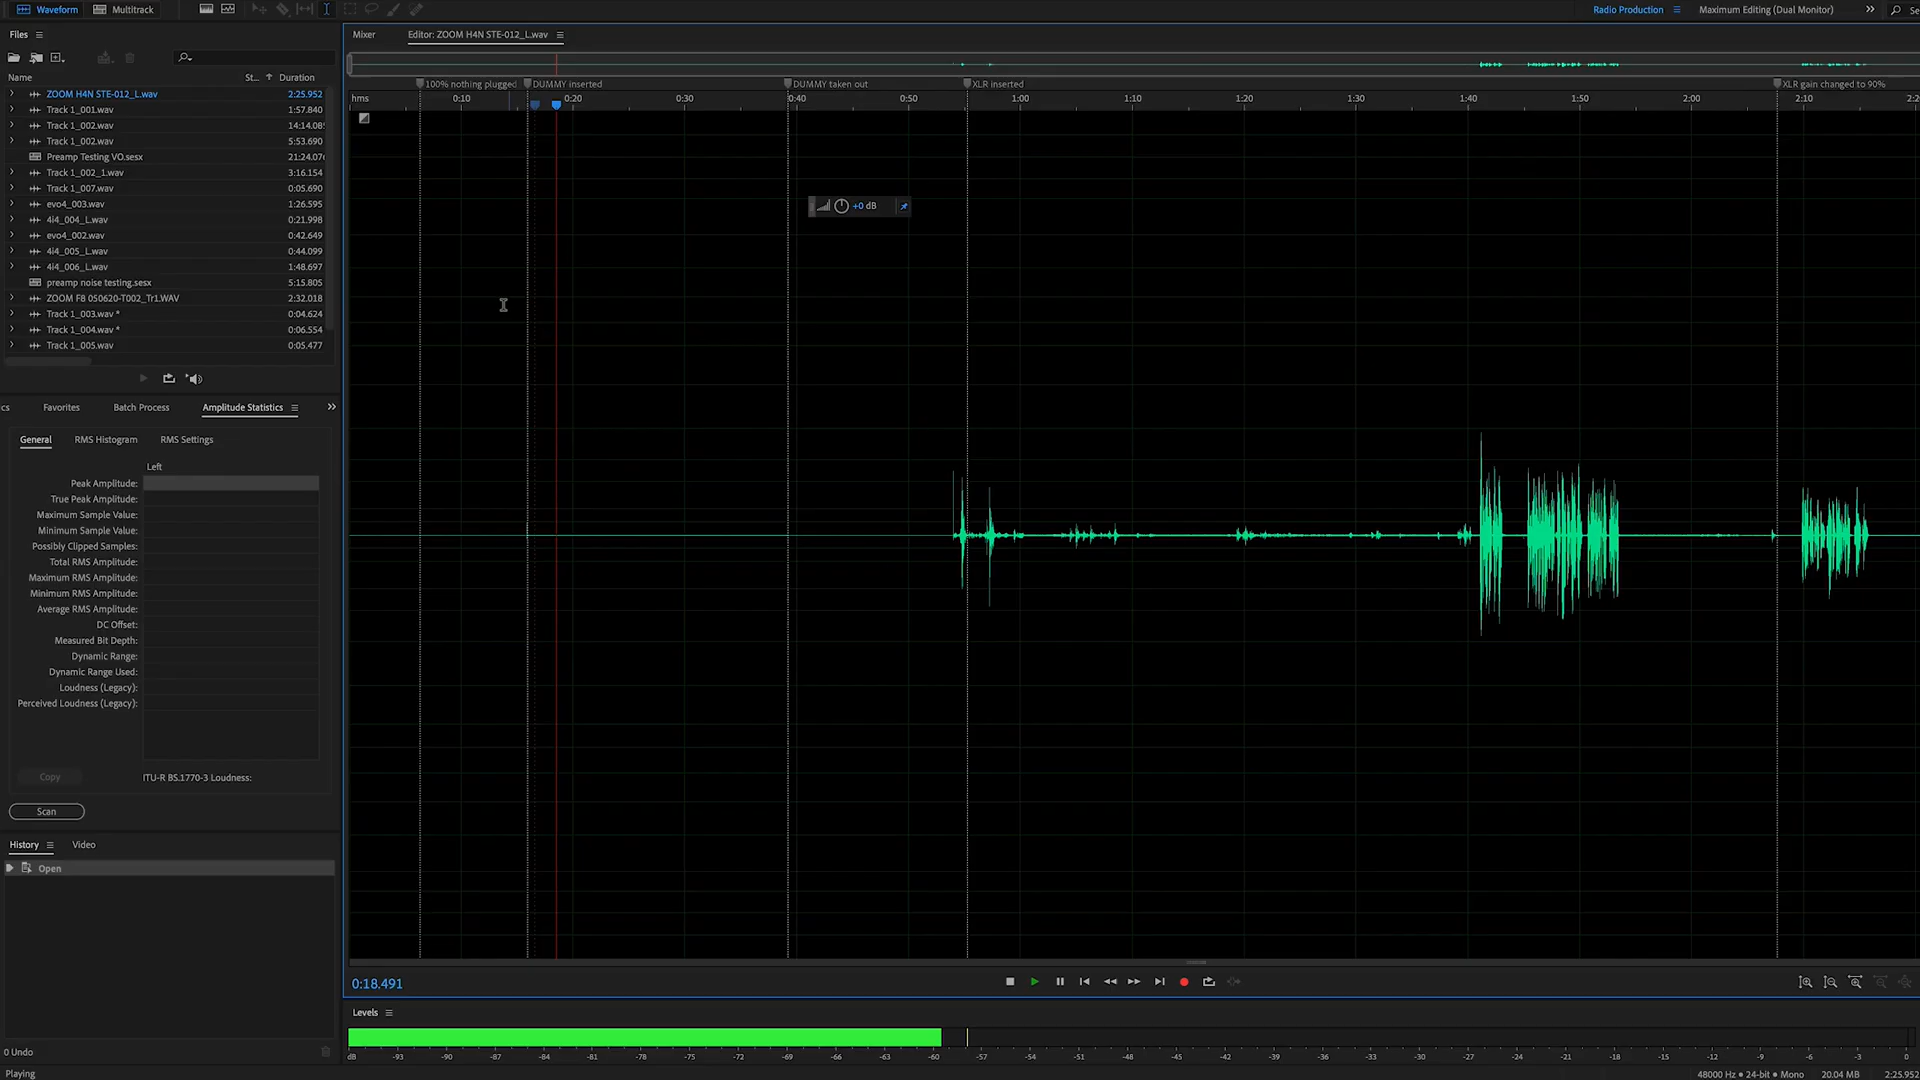 Waveform Multitrack Radio Production Maximum Editing (Dual Monitor) Se
Files
Name St... Duration
ZOOM H4N STE-012_L.wav 2:25.952
Track 1_001.wav 1:57.840
Track 1_002.wav 14:14.08
Track 1_002.wav 5:53.690
Preamp Testing VO.sesx 21:24.07
Track 1_002_1.wav 3:16.154
Track 1_007.wav 0:05.690
evo4_003.wav 1:26.595
4i4_004_L.wav 0:21.998
evo4_002.wav 0:42.649
4i4_005_L.wav 0:44.099
4i4_006_L.wav 1:48.697
preamp noise testing.sesx 5:15.805
ZOOM F8 050620-T002_Tr1.WAV 2:32.018
Track 1_003.wav * 0:04.624
Track 1_004.wav * 0:06.554
Track 1_005.wav 0:05.477
cs Favorites Batch Process Amplitude Statistics
General RMS Histogram RMS Settings
Left
Peak Amplitude:
True Peak Amplitude:
Maximum Sample Value:
Minimum Sample Value:
Possibly Clipped Samples:
Total RMS Amplitude:
Maximum RMS Amplitude:
Minimum RMS Amplitude:
Average RMS Amplitude:
DC Offset:
Measured Bit Depth:
Dynamic Range:
Dynamic Range Used:
Loudness (Legacy):
Perceived Loudness (Legacy):
Copy ITU-R BS.1770-3 Loudness:
Scan
History Video
Open
0 Undo
Playing
Mixer Editor: ZOOM H4N STE-012_L.wav
100% nothing plugged DUMMY inserted DUMMY taken out XLR inserted XLR gain changed to 90%
hms 0:10 0:20 0:30 0:40 0:50 1:00 1:10 1:20 1:30 1:40 1:50 2:00 2:10 2:20
+0 dB
0:18.491
Levels
dB -93 -90 -87 -84 -81 -78 -75 -72 -69 -66 -63 -60 -57 -54 -51 -48 -45 -42 -39 -36 -33 -30 -27 -24 -21 -18 -15 -12 -9 -6 -3 0
48000 Hz • 24-bit • Mono 20.04 MB 2:25.952